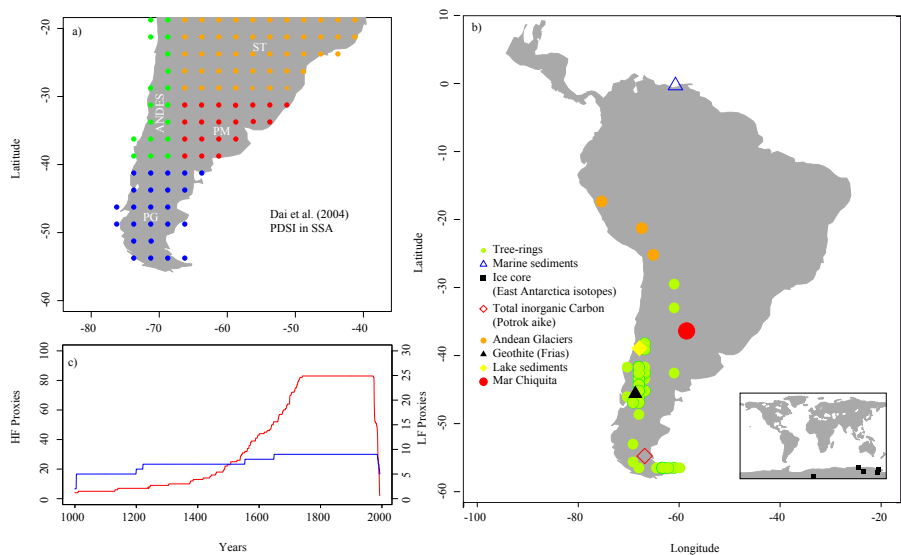 a)
-20
-30
-40
-50
-60
Latitude
ST
ANDES
PM
PG
Dai et al. (2004)
PDSI in SSA
-80
-70
-60
-50
-40
c)
100
80
60
40
20
0
HF Proxies
30
25
20
15
10
5
0
LF Proxies
1000
1200
1400
1600
1800
2000
Years
b)
10
0
-10
-20
-30
-40
-50
-60
Latitude
Tree-rings
Marine sediments
Ice core
(East Antarctica isotopes)
Total inorganic Carbon
(Potrok aike)
Andean Glaciers
Geothite (Frias)
Lake sediments
Mar Chiquita
-100
-80
-60
-40
-20
Longitude